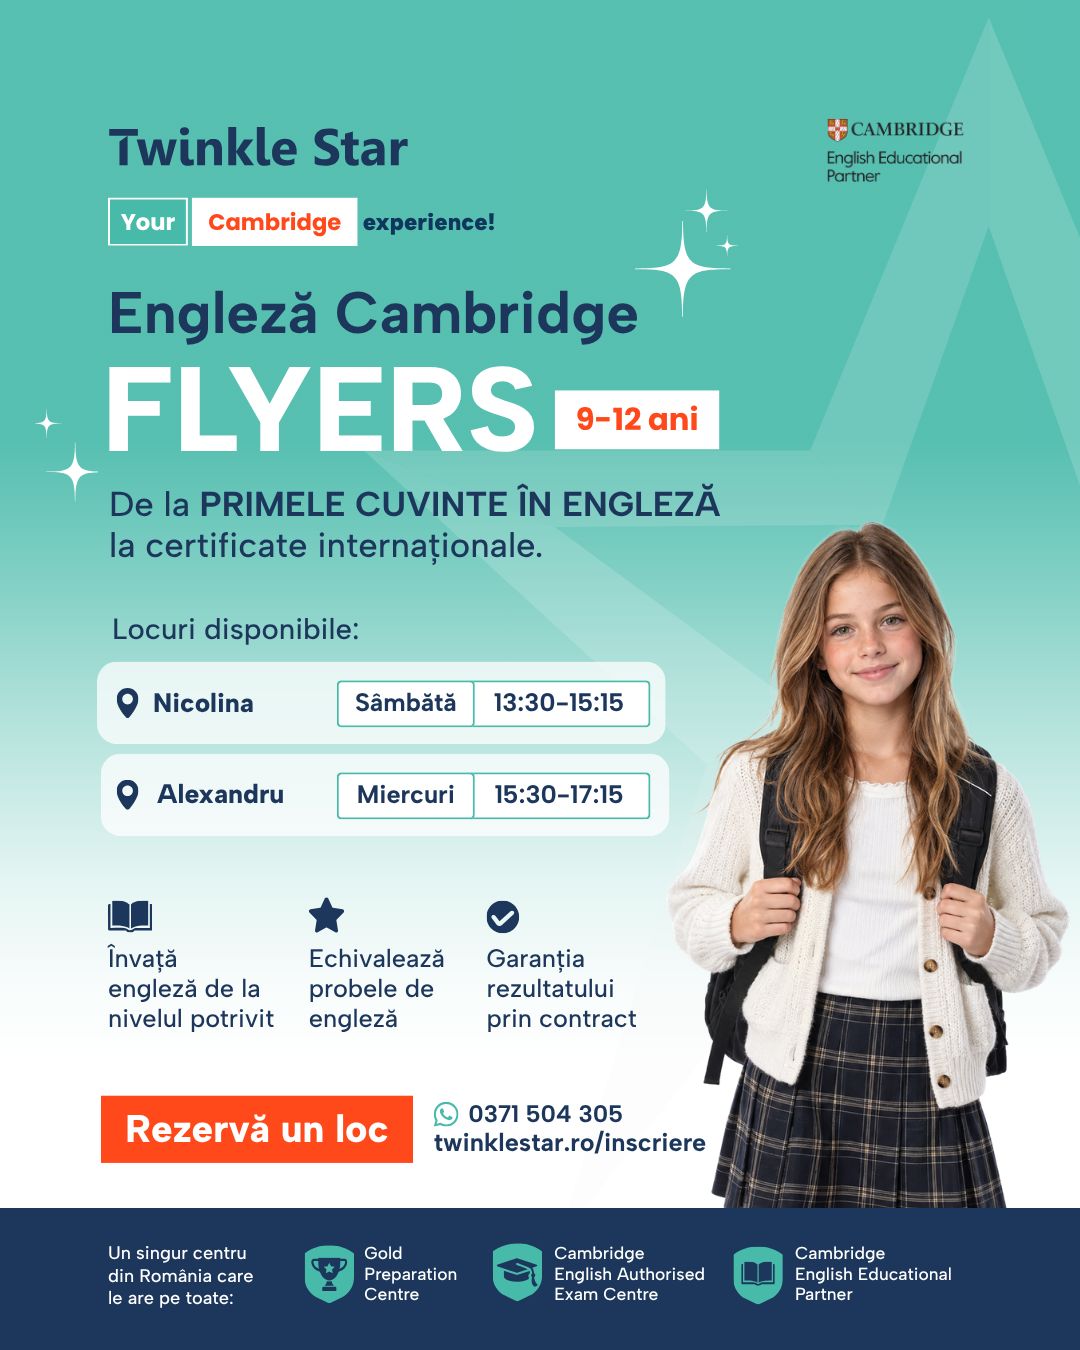 Twinkle Star
CAMBRIDGE
English Educational
Partner
Your Cambridge experience!
Engleză Cambridge
FLYERS 9-12 ani
De la PRIMELE CUVINTE ÎN ENGLEZĂ
la certificate internaționale.
Locuri disponibile:
Nicolina Sâmbătă 13:30-15:15
Alexandru Miercuri 15:30-17:15
Învață
engleză de la
nivelul potrivit
Echivalează
probele de
engleză
Garanția
rezultatului
prin contract
Rezervă un loc
0371 504 305
twinklestar.ro/inscriere
Un singur centru
din România care
le are pe toate:
Gold
Preparation
Centre
Cambridge
English Authorised
Exam Centre
Cambridge
English Educational
Partner